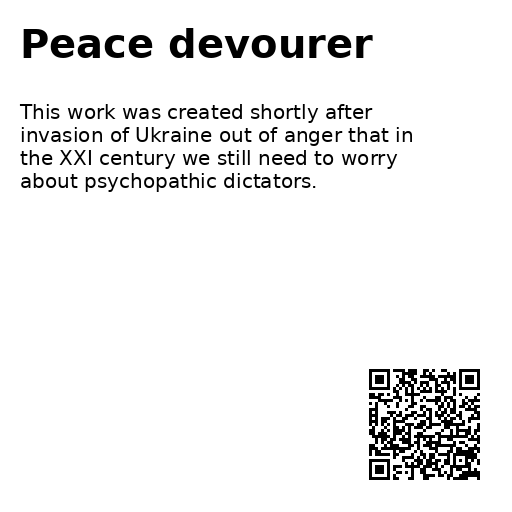 Peace devourer
This work was created shortly after
invasion of Ukraine out of anger that in
the XXI century we still need to worry
about psychopathic dictators.